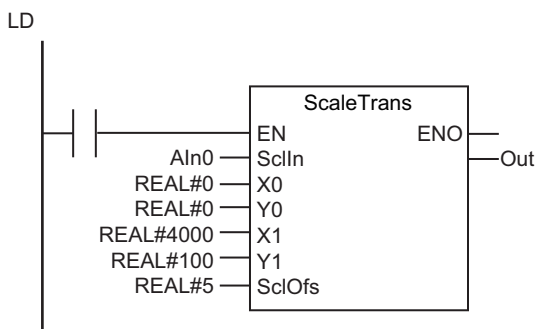 LD
ScaleTrans
EN ENO
AIn0 SclIn Out
REAL#0 X0
REAL#0 Y0
REAL#4000 X1
REAL#100 Y1
REAL#5 SclOfs